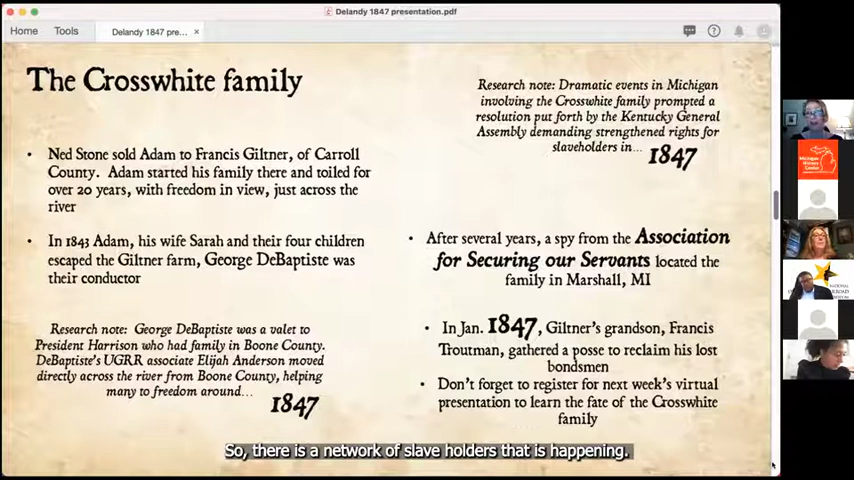 Delandy 1847 presentation.pdf
Home
Tools
Delandy 1847 pre...
×
The Crosswhite family
• Ned Stone sold Adam to Francis Giltner, of Carroll
County. Adam started his family there and toiled for
over 20 years, with freedom in view, just across the
river
• In 1843 Adam, his wife Sarah and their four children
escaped the Giltner farm, George DeBaptiste was
their conductor
Research note: George DeBaptiste was a valet to
President Harrison who had family in Boone County.
DeBaptiste's UGRR associate Elijah Anderson moved
directly across the river from Boone County, helping
many to freedom around...
1847
Research note: Dramatic events in Michigan
involving the Crosswhite family prompted a
resolution put forth by the Kentucky General
Assembly demanding strengthened rights for
slaveholders in... 1847
• After several years, a spy from the Association
for Securing our Servants located the
family in Marshall, MI
• In Jan. 1847, Giltner's grandson, Francis
Troutman, gathered a posse to reclaim his lost
bondsmen
• Don't forget to register for next week's virtual
presentation to learn the fate of the Crosswhite
family
So, there is a network of slave holders that is happening.
Michigan
History
Center